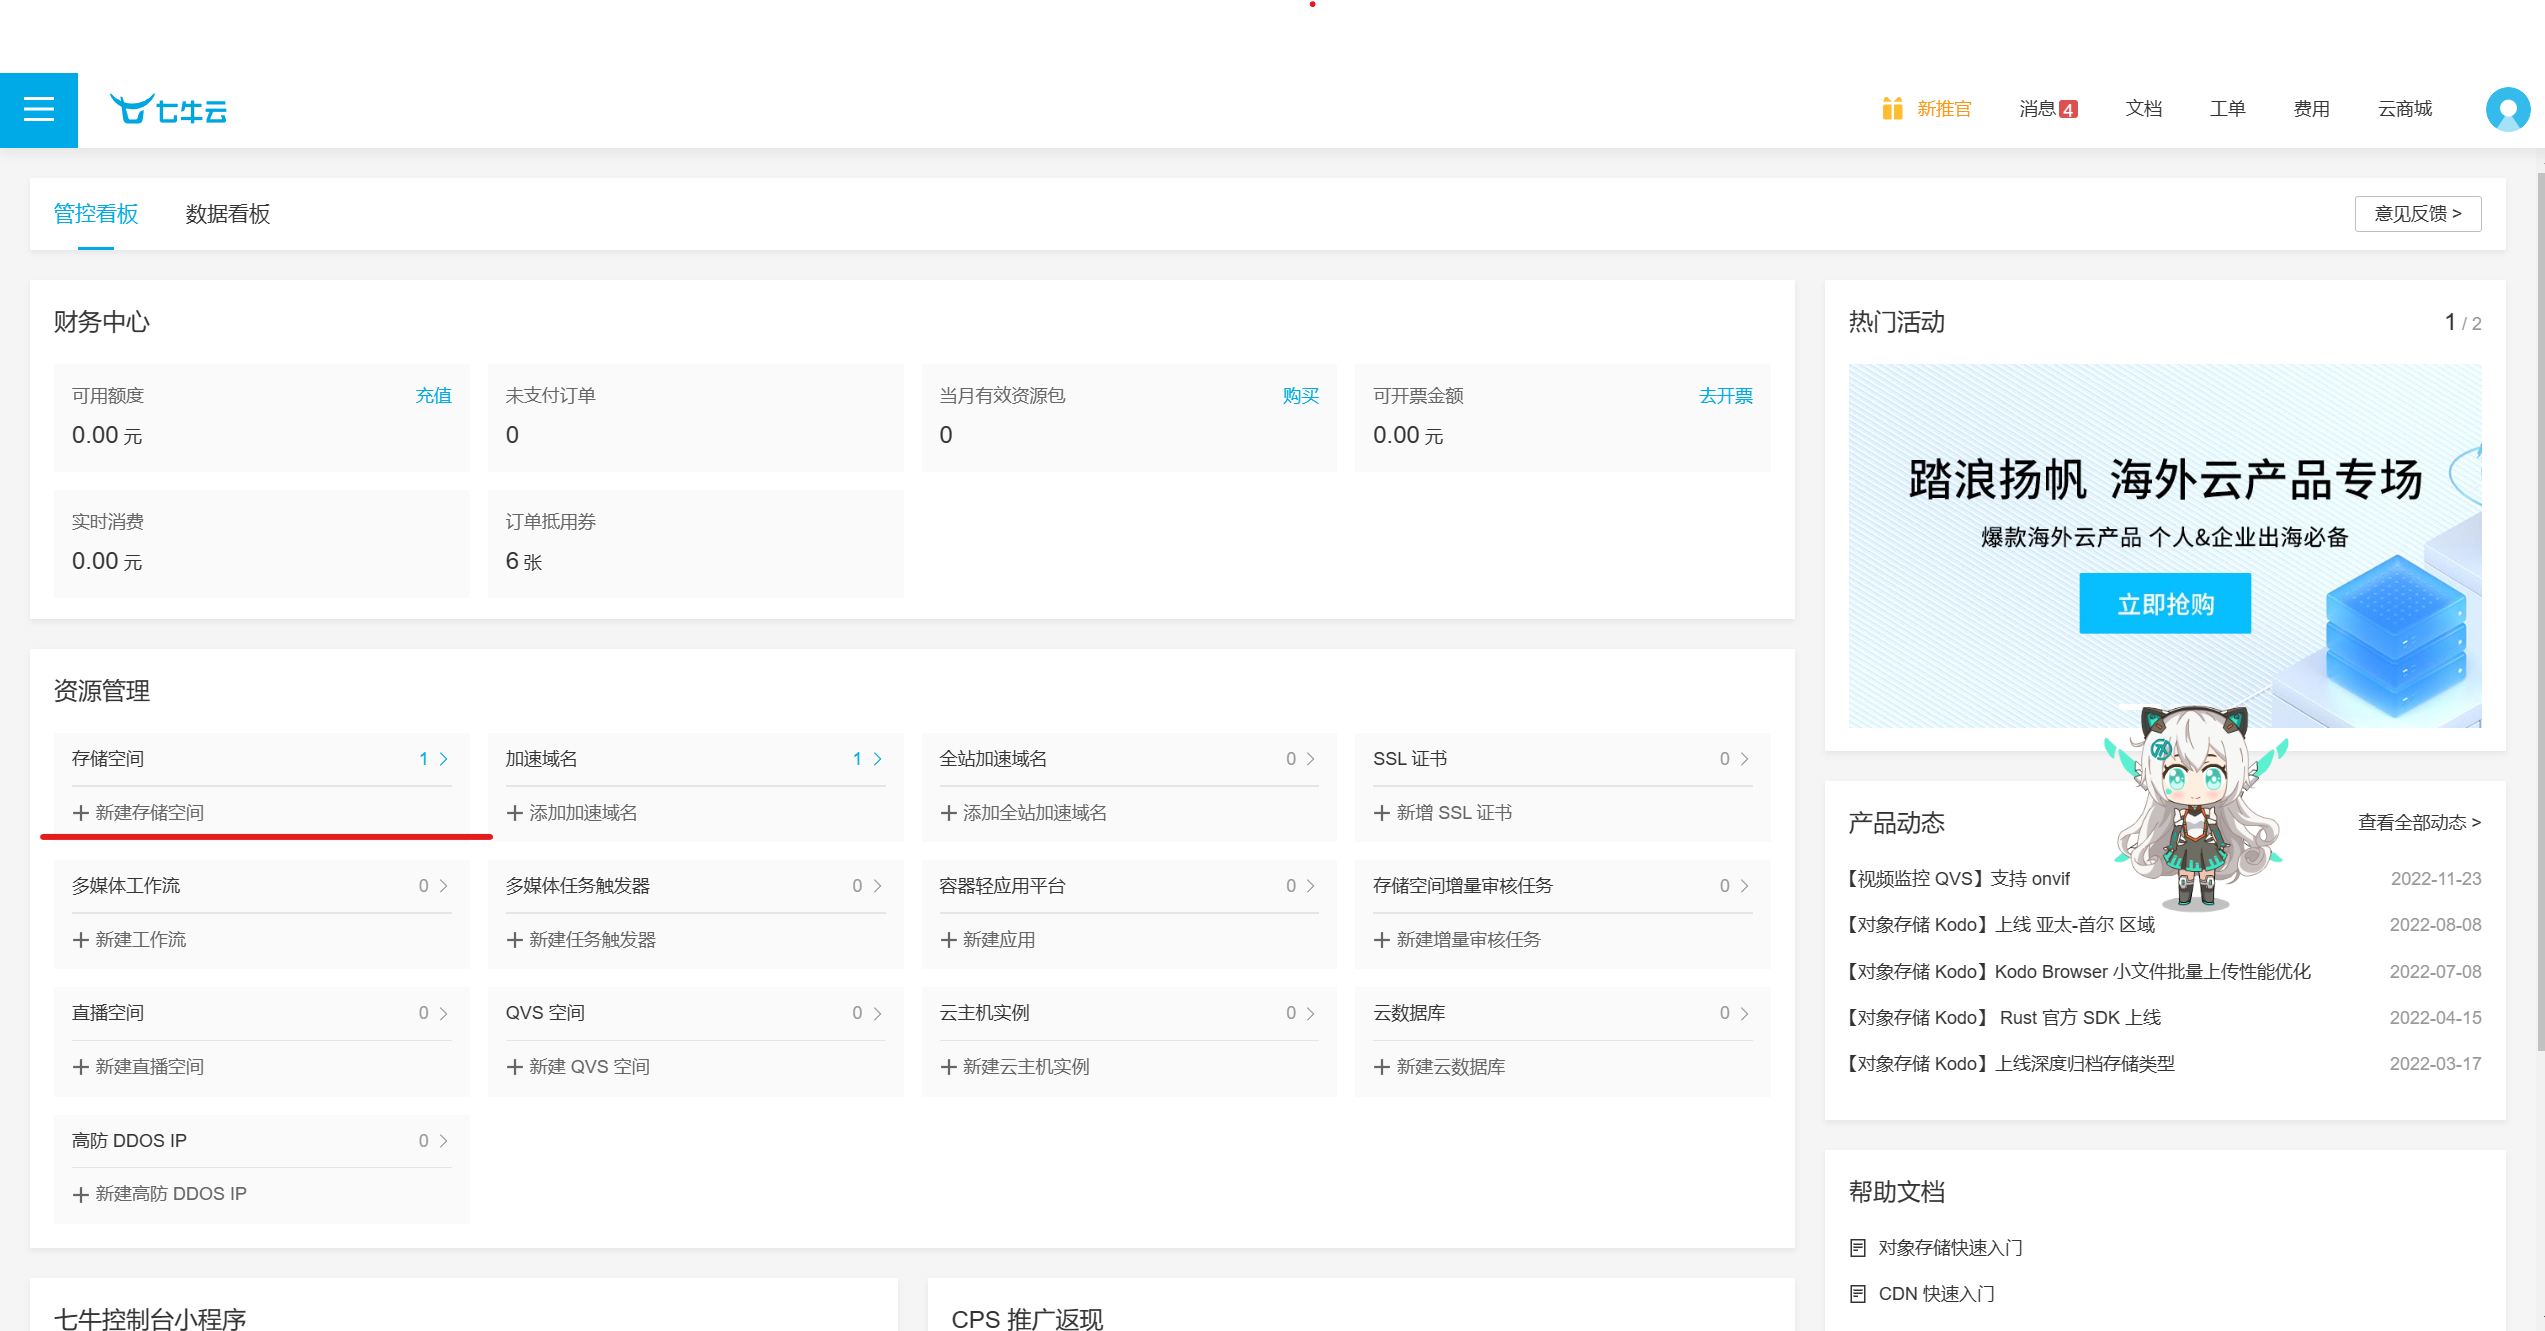 七牛云
新推官
消息 4
文档
工单
费用
云商城
管控看板
数据看板
意见反馈 >
财务中心
可用额度 充值
0.00 元
未支付订单
0
当月有效资源包 购买
0
可开票金额 去开票
0.00 元
实时消费
0.00 元
订单抵用券
6 张
资源管理
存储空间 1
新建存储空间
加速域名 1
添加加速域名
全站加速域名 0
添加全站加速域名
SSL 证书 0
新增 SSL 证书
多媒体工作流 0
新建工作流
多媒体任务触发器 0
新建任务触发器
容器轻应用平台 0
新建应用
存储空间增量审核任务 0
新建增量审核任务
直播空间 0
新建直播空间
QVS 空间 0
新建 QVS 空间
云主机实例 0
新建云主机实例
云数据库 0
新建云数据库
高防 DDOS IP 0
新建高防 DDOS IP
七牛控制台小程序
CPS 推广返现
热门活动 1 / 2
踏浪扬帆 海外云产品专场
爆款海外云产品 个人&企业出海必备
立即抢购
产品动态 查看全部动态 >
【视频监控 QVS】支持 onvif 2022-11-23
【对象存储 Kodo】上线 亚太-首尔 区域 2022-08-08
【对象存储 Kodo】Kodo Browser 小文件批量上传性能优化 2022-07-08
【对象存储 Kodo】 Rust 官方 SDK 上线 2022-04-15
【对象存储 Kodo】上线深度归档存储类型 2022-03-17
帮助文档
对象存储快速入门
CDN 快速入门